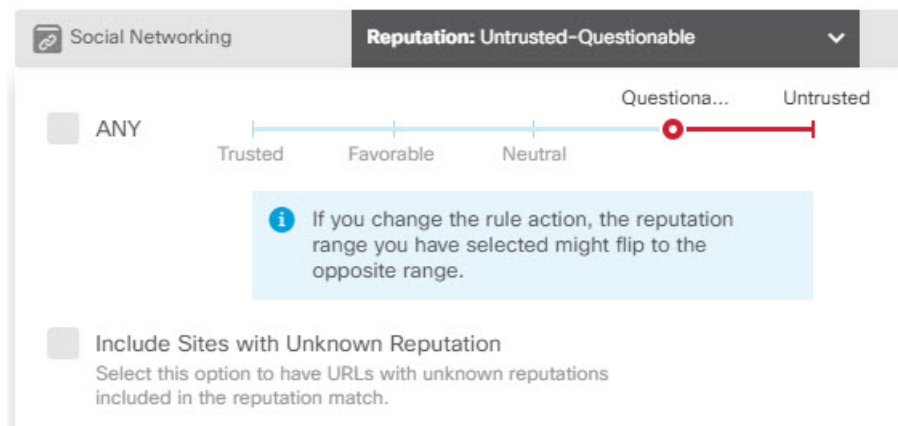 Social Networking Reputation: Untrusted-Questionable
Questiona... Untrusted
ANY
Trusted Favorable Neutral
If you change the rule action, the reputation
range you have selected might flip to the
opposite range.
Include Sites with Unknown Reputation
Select this option to have URLs with unknown reputations
included in the reputation match.